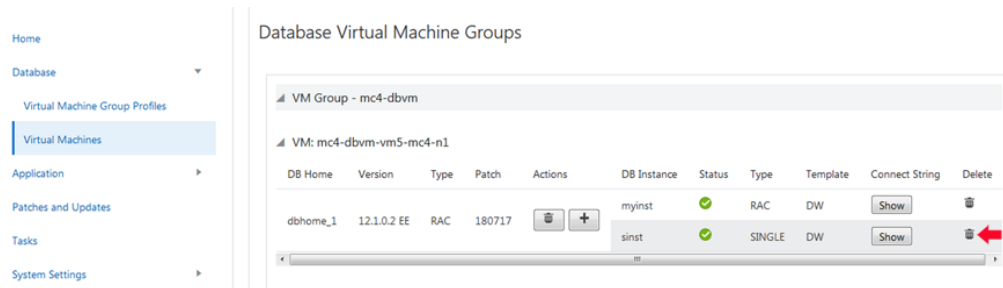 Home
Database
Virtual Machine Group Profiles
Virtual Machines
Application
Patches and Updates
Tasks
System Settings
Database Virtual Machine Groups
VM Group - mc4-dbvm
VM: mc4-dbvm-vm5-mc4-n1
DB Home Version Type Patch Actions DB Instance Status Type Template Connect String Delete
dbhome_1 12.1.0.2 EE RAC 180717
myinst RAC DW Show
sinst SINGLE DW Show